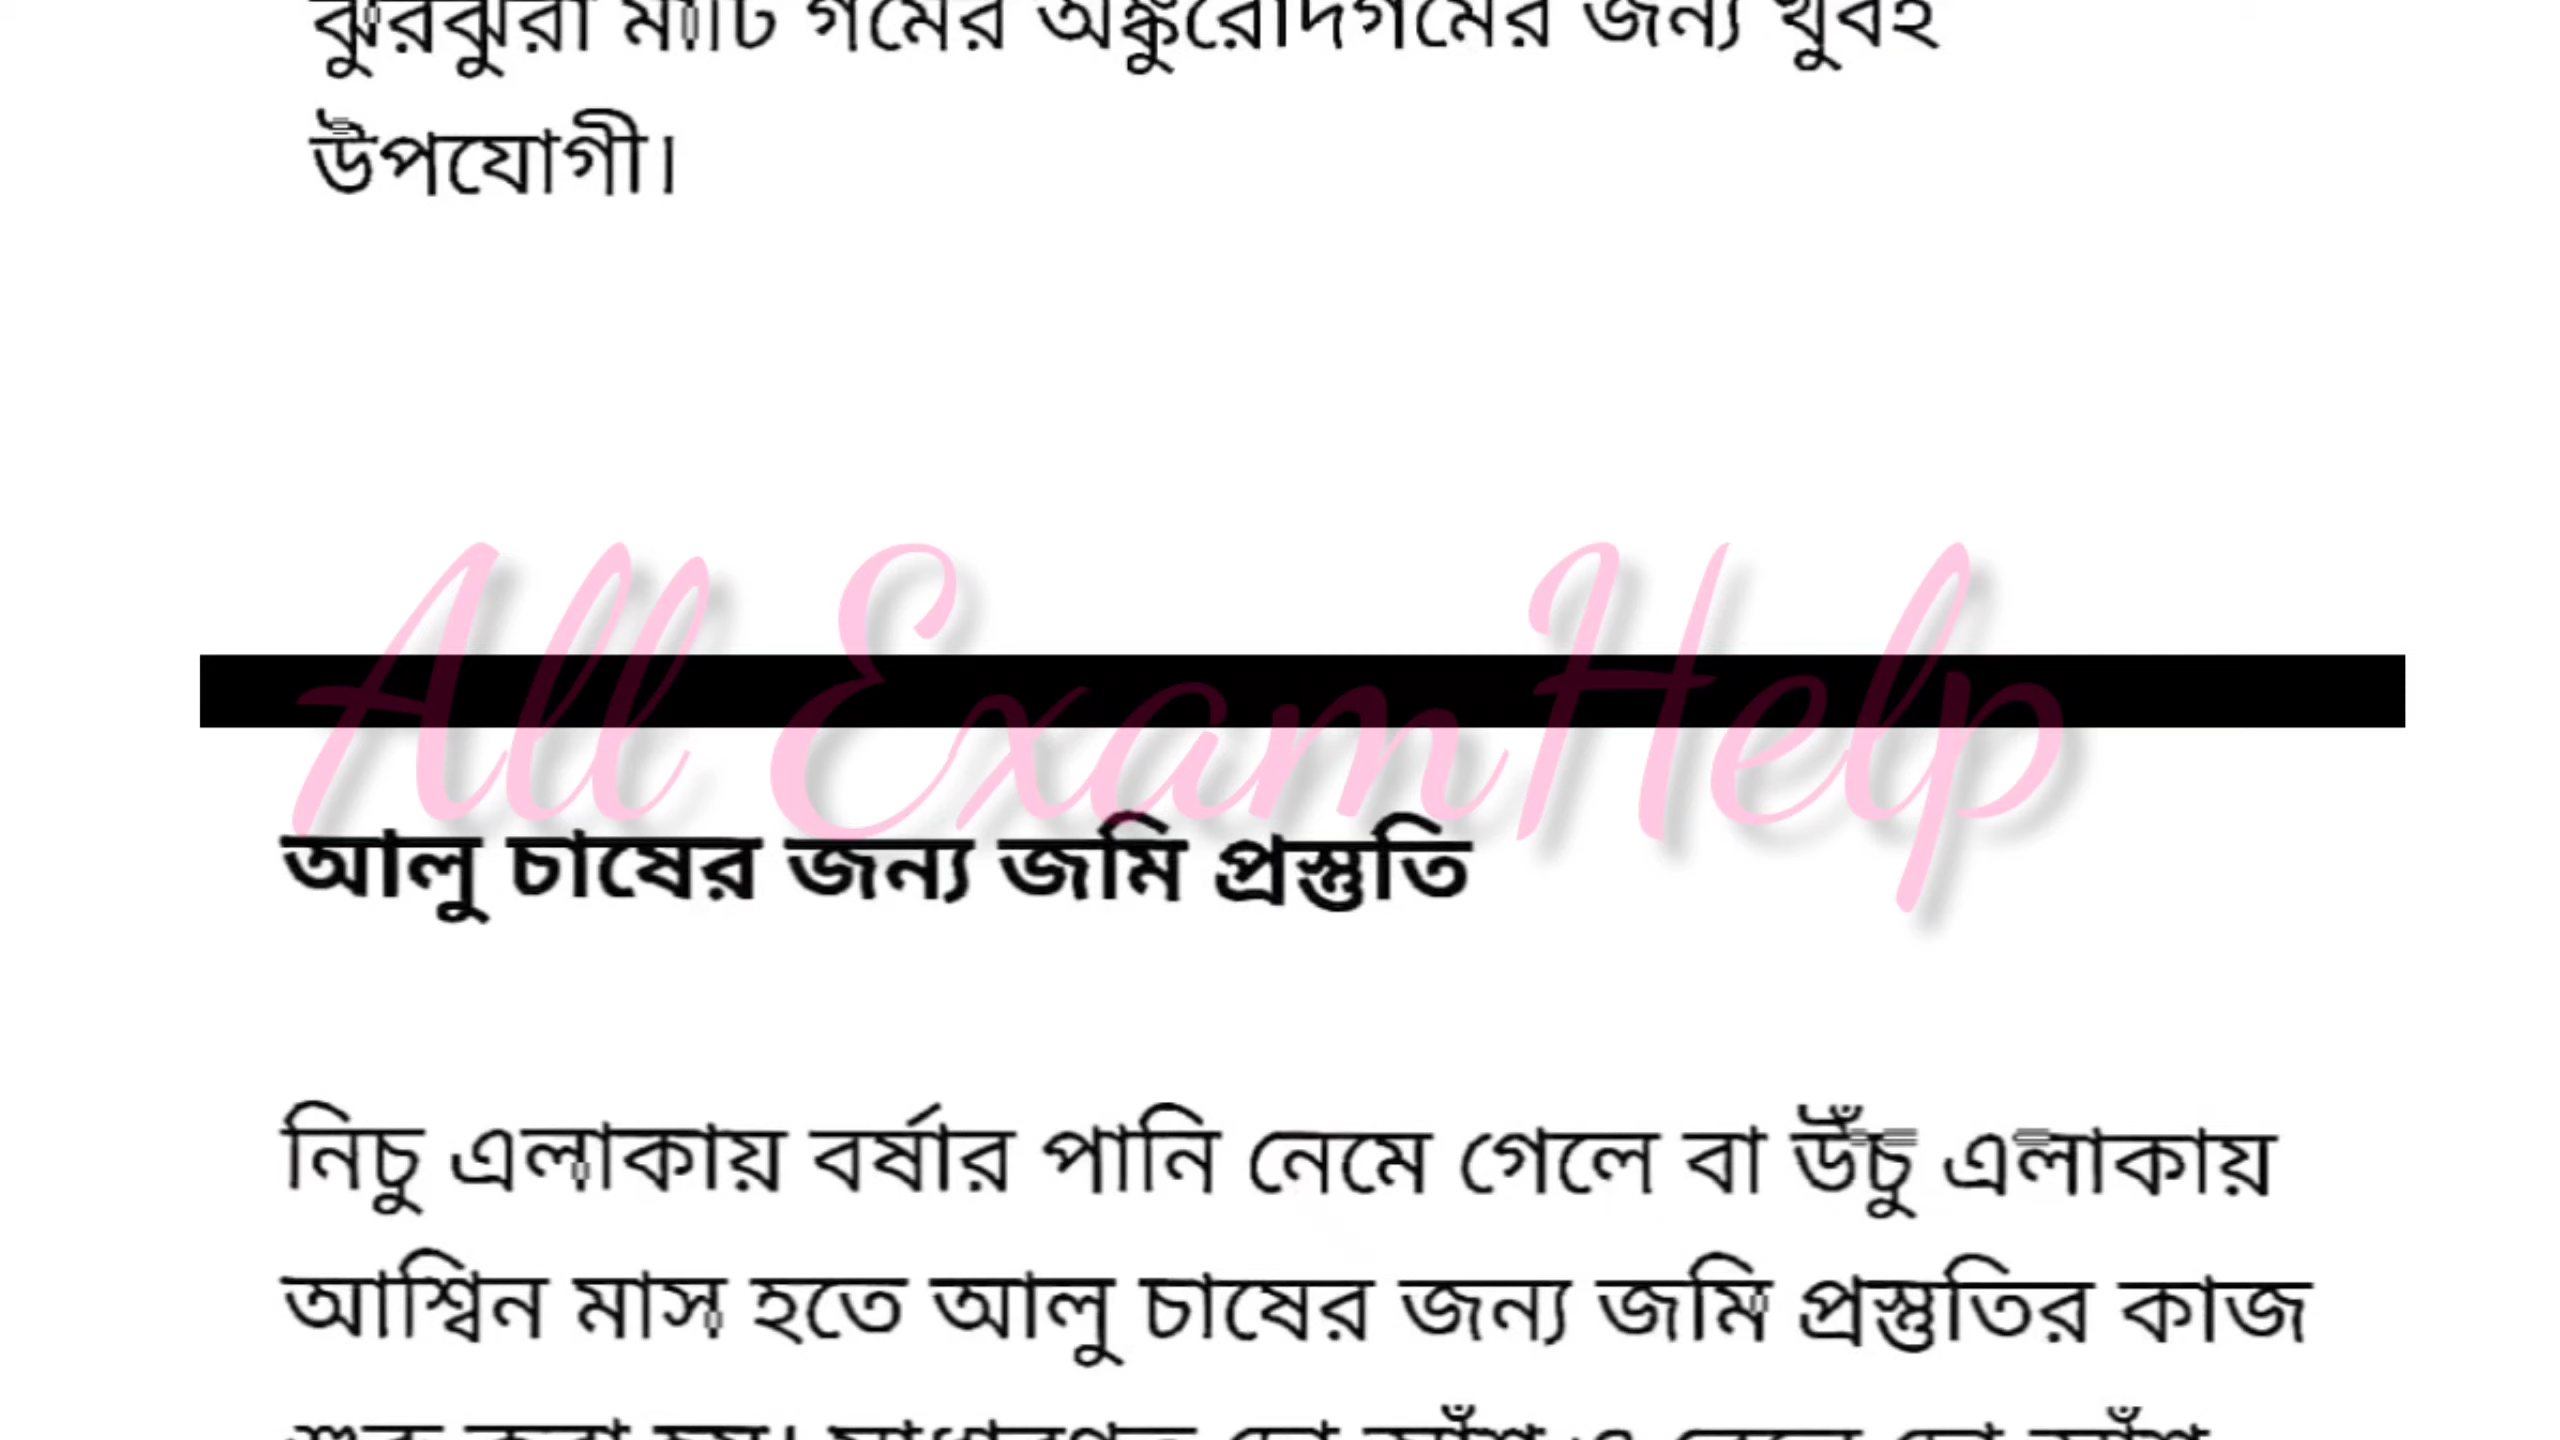 ঝুরঝুরা মাটি গমের অঙ্কুরোদগমের জন্য খুবই
উপযোগী।
All Exam Help
আলু চাষের জন্য জমি প্রস্তুতি
নিচু এলাকায় বর্ষার পানি নেমে গেলে বা উঁচু এলাকায়
আশ্বিন মাস হতে আলু চাষের জন্য জমি প্রস্তুতির কাজ